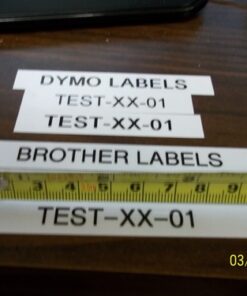 DYMO LABELS
TEST-XX-01
TEST-XX-01
BROTHER LABELS
3 4 5 6 7 8 9
TEST-XX-01
03/